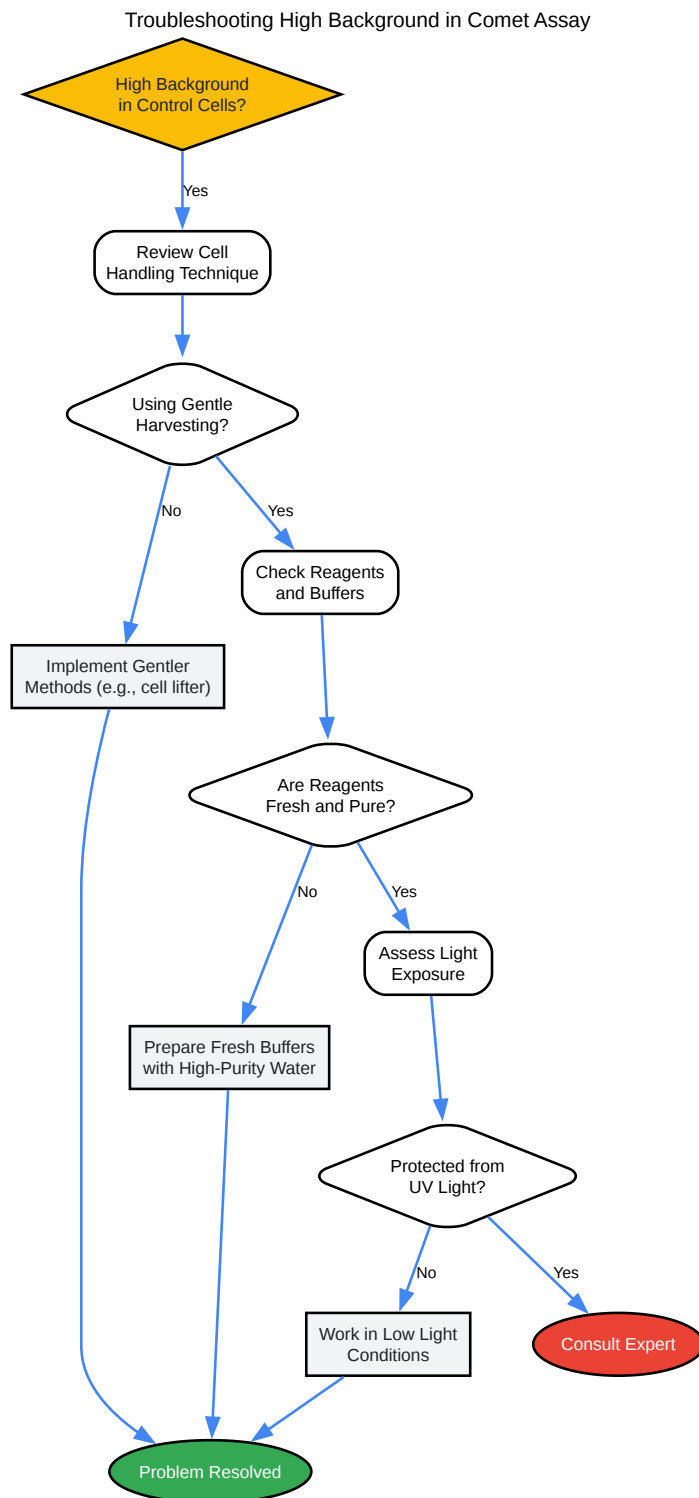 Troubleshooting High Background in Comet Assay
High Background
in Control Cells?
Yes
Review Cell
Handling Technique
Using Gentle
Harvesting?
No
Yes
Check Reagents
and Buffers
Implement Gentler
Methods (e.g., cell lifter)
Are Reagents
Fresh and Pure?
No
Yes
Assess Light
Exposure
Prepare Fresh Buffers
with High-Purity Water
Protected from
UV Light?
No
Yes
Work in Low Light
Conditions
Consult Expert
Problem Resolved